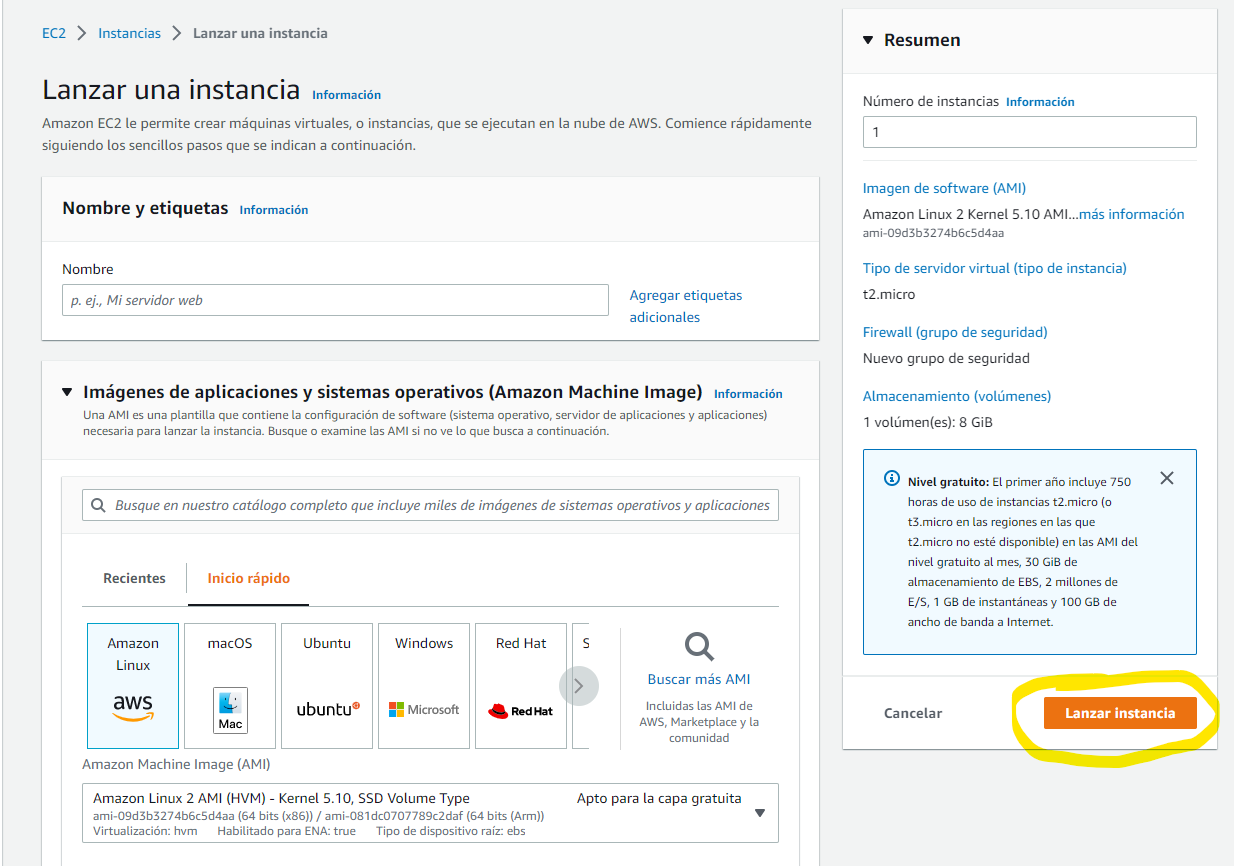 EC2 > Instancias > Lanzar una instancia
Lanzar una instancia Información
Amazon EC2 le permite crear máquinas virtuales, o instancias, que se ejecutan en la nube de AWS. Comience rápidamente
siguiendo los sencillos pasos que se indican a continuación.
Nombre y etiquetas Información
Nombre
p. ej., Mi servidor web
Agregar etiquetas
adicionales
Imágenes de aplicaciones y sistemas operativos (Amazon Machine Image) Información
Una AMI es una plantilla que contiene la configuración de software (sistema operativo, servidor de aplicaciones y aplicaciones)
necesaria para lanzar la instancia. Busque o examine las AMI si no ve lo que busca a continuación.
Busque en nuestro catálogo completo que incluye miles de imágenes de sistemas operativos y aplicaciones
Recientes
Inicio rápido
Amazon
Linux
aws
macOS
Mac
Ubuntu
ubuntu
Windows
Microsoft
Red Hat
Red Hat
S
Buscar más AMI
Incluidas las AMI de
AWS, Marketplace y la
comunidad
Amazon Machine Image (AMI)
Amazon Linux 2 AMI (HVM) - Kernel 5.10, SSD Volume Type
Apto para la capa gratuita
ami-09d3b3274b6c5d4aa (64 bits (x86)) / ami-081dc0707789c2daf (64 bits (Arm))
Virtualización: hvm Habilitado para ENA: true Tipo de dispositivo raíz: ebs
Resumen
Número de instancias Información
1
Imagen de software (AMI)
Amazon Linux 2 Kernel 5.10 AMI...más información
ami-09d3b3274b6c5d4aa
Tipo de servidor virtual (tipo de instancia)
t2.micro
Firewall (grupo de seguridad)
Nuevo grupo de seguridad
Almacenamiento (volúmenes)
1 volúmen(es): 8 GiB
Nivel gratuito: El primer año incluye 750
horas de uso de instancias t2.micro (o
t3.micro en las regiones en las que
t2.micro no esté disponible) en las AMI del
nivel gratuito al mes, 30 GiB de
almacenamiento de EBS, 2 millones de
E/S, 1 GB de instantáneas y 100 GB de
ancho de banda a Internet.
Cancelar
Lanzar instancia